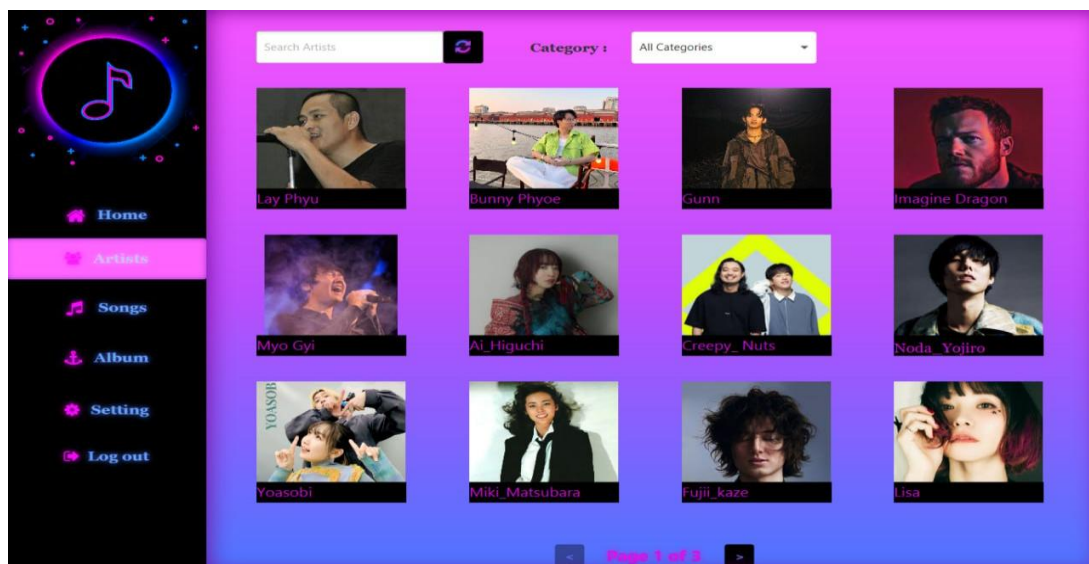 Search Artists
Category :
All Categories
Home
Artists
Songs
Album
Setting
Log out
Lay Phyu
Bunny Phyoe
Gunn
Imagine Dragon
Myo Gyi
Ai_Higuchi
Creepy_ Nuts
Noda_Yojiro
YOASOBI
Yoasobi
Miki_Matsubara
Fujii_kaze
Lisa
< Page 1 of 3 >